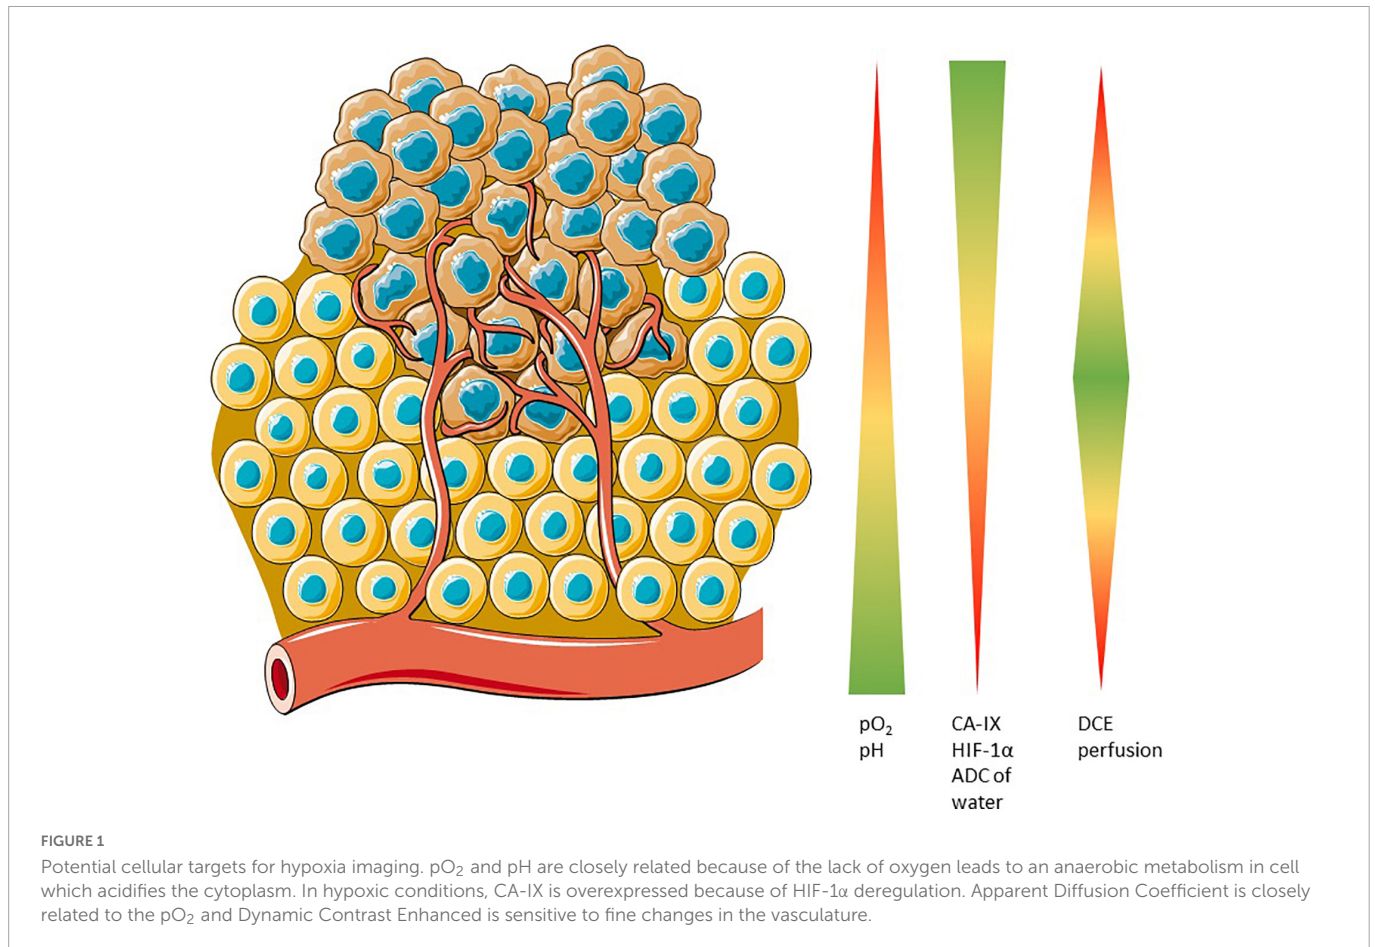 pO₂
pH
CA-IX
HIF-1α
ADC of
water
DCE
perfusion
FIGURE 1
Potential cellular targets for hypoxia imaging. pO₂ and pH are closely related because of the lack of oxygen leads to an anaerobic metabolism in cell
which acidifies the cytoplasm. In hypoxic conditions, CA-IX is overexpressed because of HIF-1α deregulation. Apparent Diffusion Coefficient is closely
related to the pO₂ and Dynamic Contrast Enhanced is sensitive to fine changes in the vasculature.